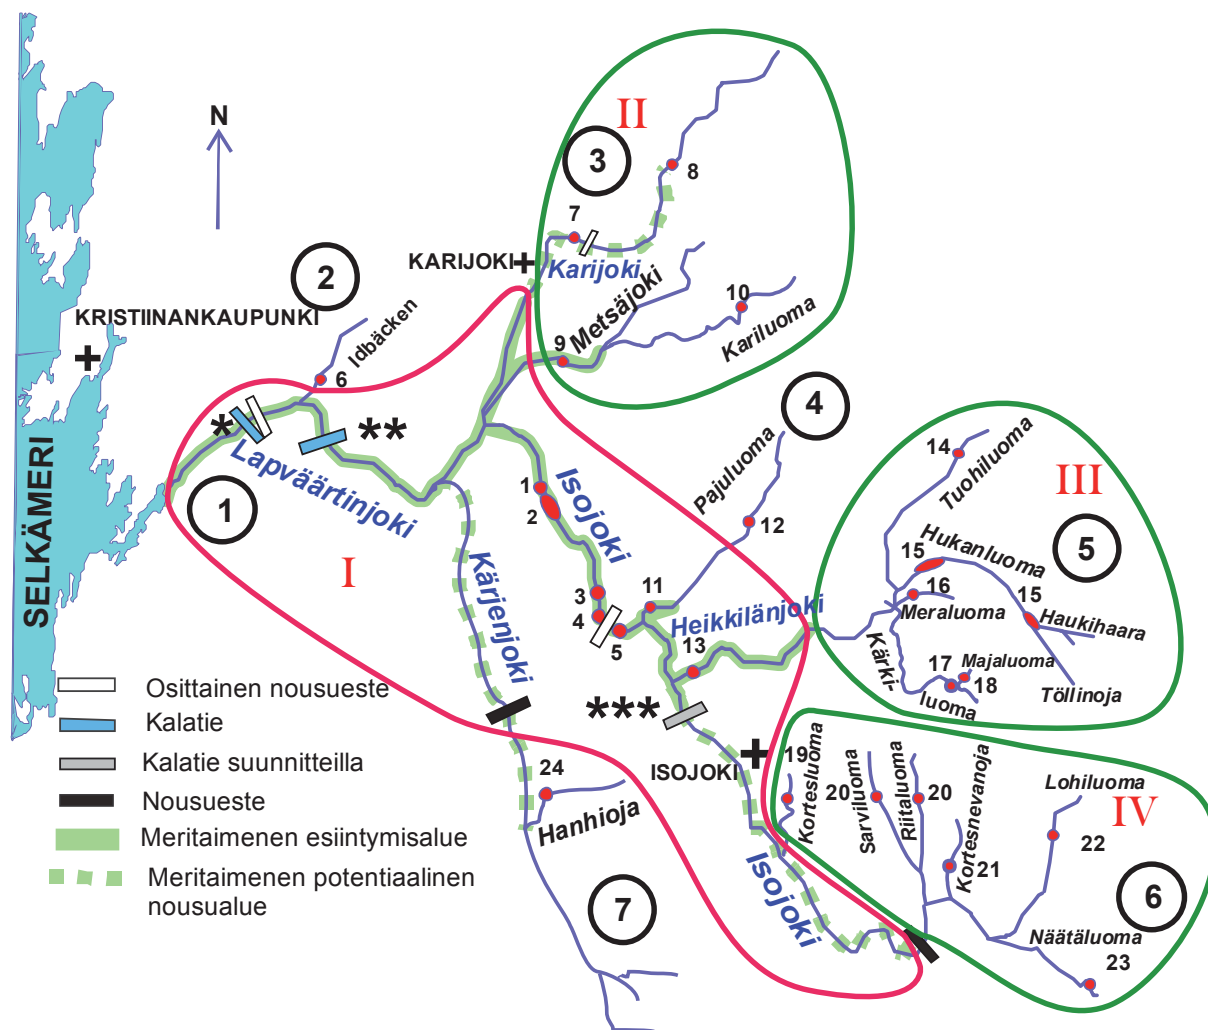 N
II
3
8
7
KARIJOKI
Karijoki
2
KRISTIINANKAUPUNKI
Idbäcken
6
Metsäjoki
10
Kariluoma
9
*
**
Lapväärtinjoki
1
I
SELKÄMERI
Isojoki
1
2
3
4
5
4
Pajuluoma
12
11
Heikkilänjoki
13
Kärjenjoki
***
ISOJOKI
III
5
14
Tuohiluoma
15
Hukanluoma
15
16
Meraluoma
Haukihaara
Kärki-
luoma
17
Majaluoma
18
Töllinoja
19
Kortesluoma
20
Sarviluoma
Riitaluoma
20
Kortesnevanoja
21
Lohiluoma
IV
22
6
Näätäluoma
23
Isojoki
24
Hanhioja
7
Osittainen nousueste
Kalatie
Kalatie suunnitteilla
Nousueste
Meritaimenen esiintymisalue
Meritaimenen potentiaalinen
nousualue